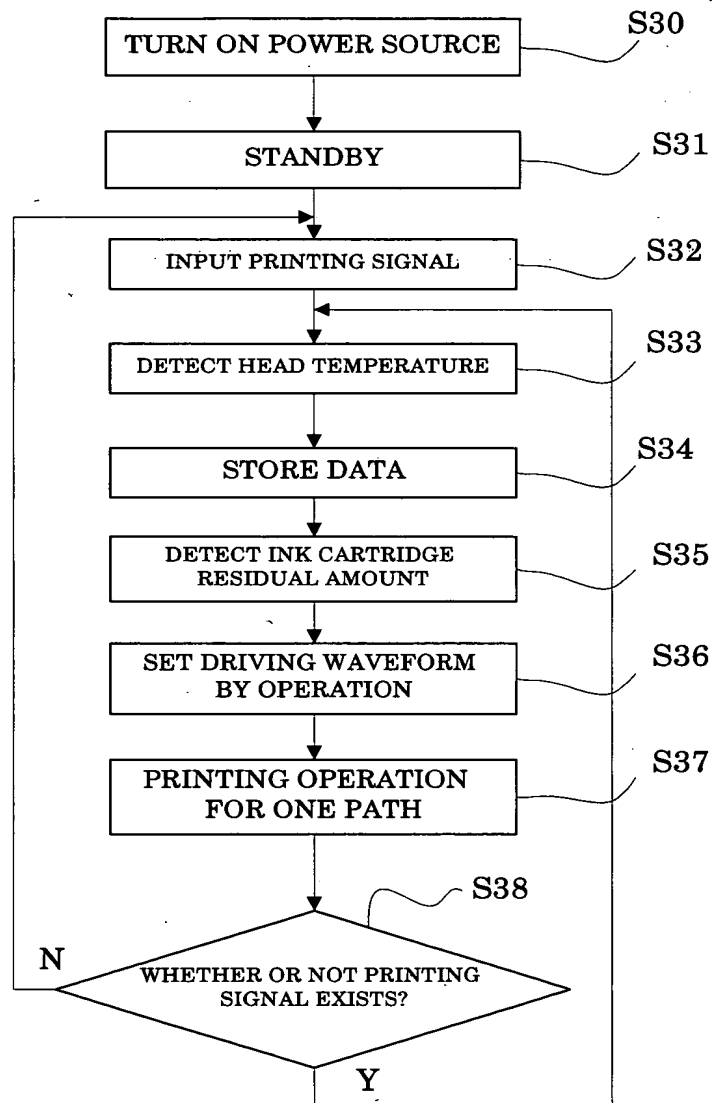 TURN ON POWER SOURCE
S30
STANDBY
S31
INPUT PRINTING SIGNAL
S32
DETECT HEAD TEMPERATURE
S33
STORE DATA
S34
DETECT INK CARTRIDGE
RESIDUAL AMOUNT
S35
SET DRIVING WAVEFORM
BY OPERATION
S36
PRINTING OPERATION
FOR ONE PATH
S37
S38
N
WHETHER OR NOT PRINTING
SIGNAL EXISTS?
Y